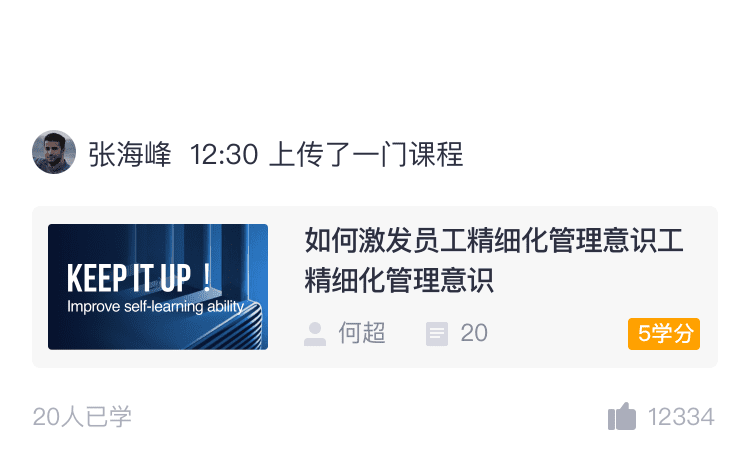 张海峰 12:30 上传了一门课程
KEEP IT UP！
Improve self-learning ability
如何激发员工精细化管理意识工
精细化管理意识
何超 20 5学分
20人已学 12334